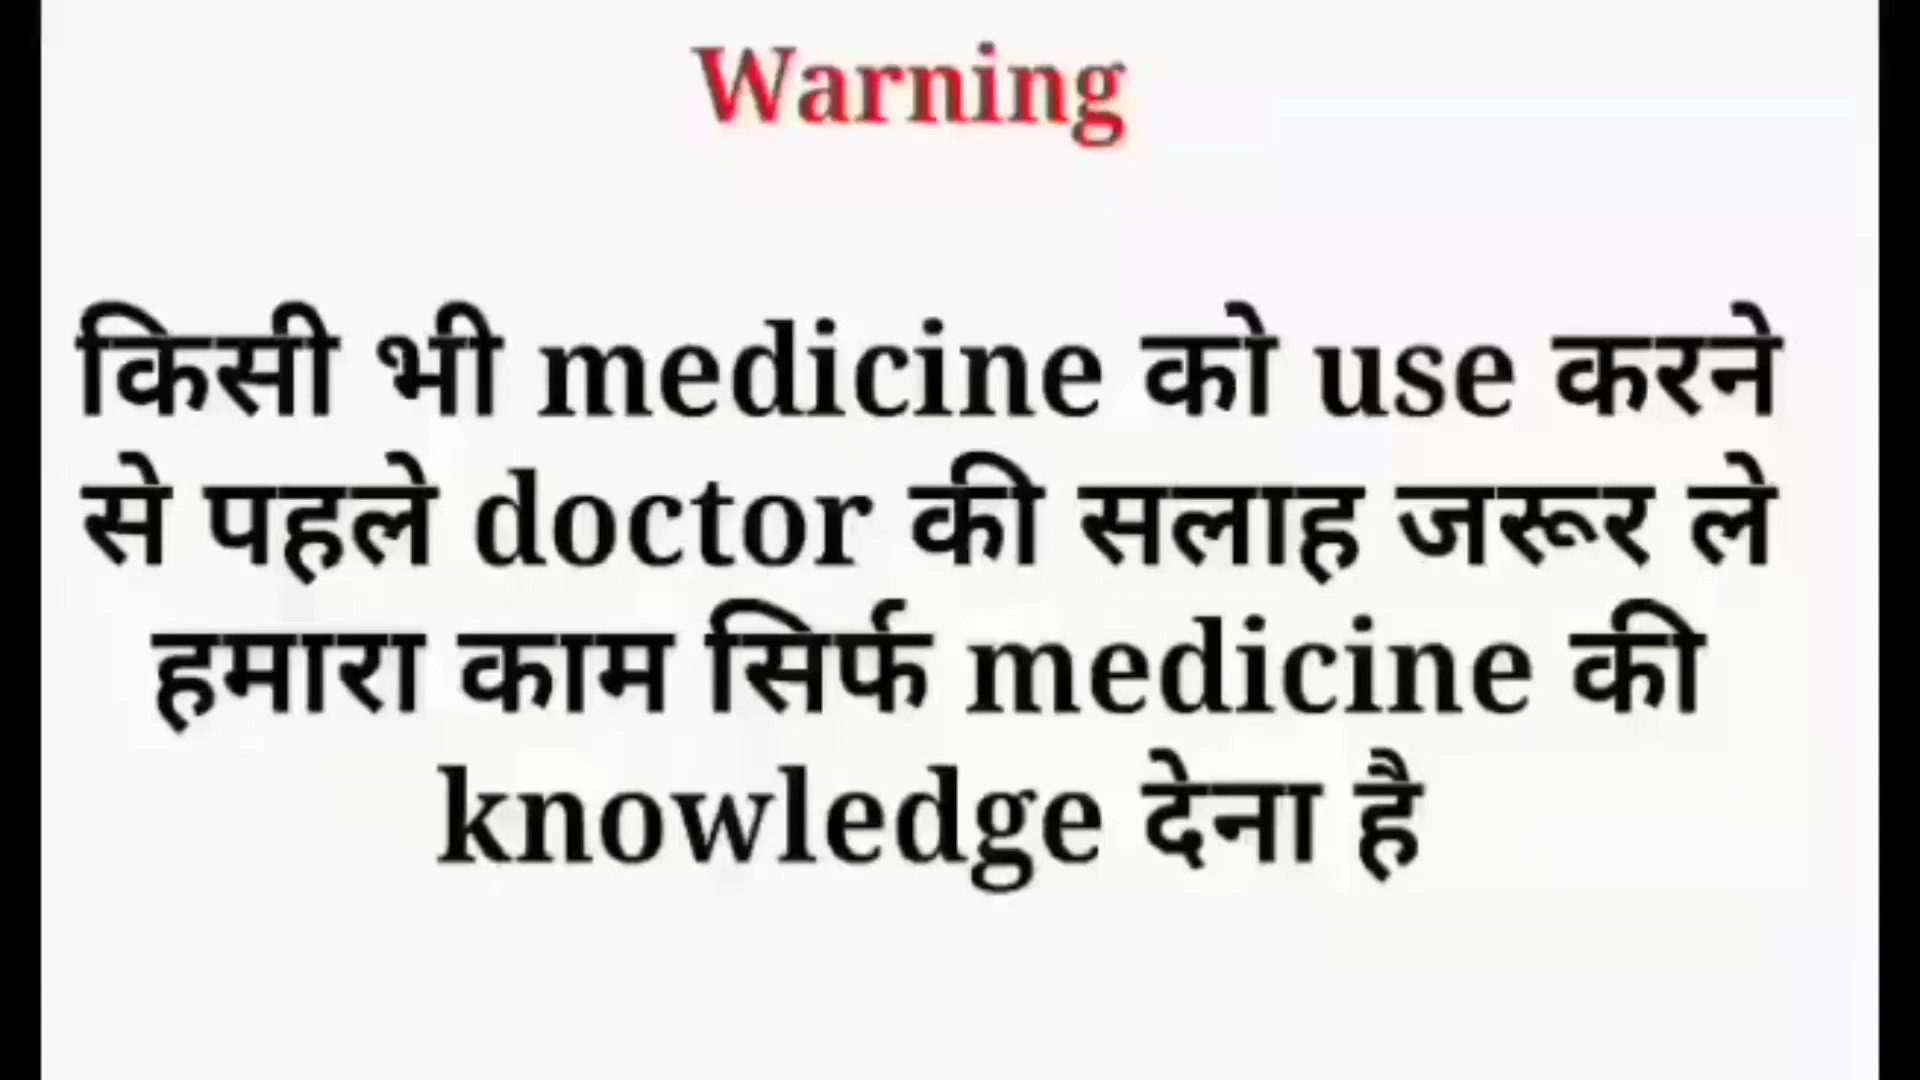 Warning
किसी भी medicine को use करने
से पहले doctor की सलाह जरूर ले
हमारा काम सिर्फ medicine की
knowledge देना है